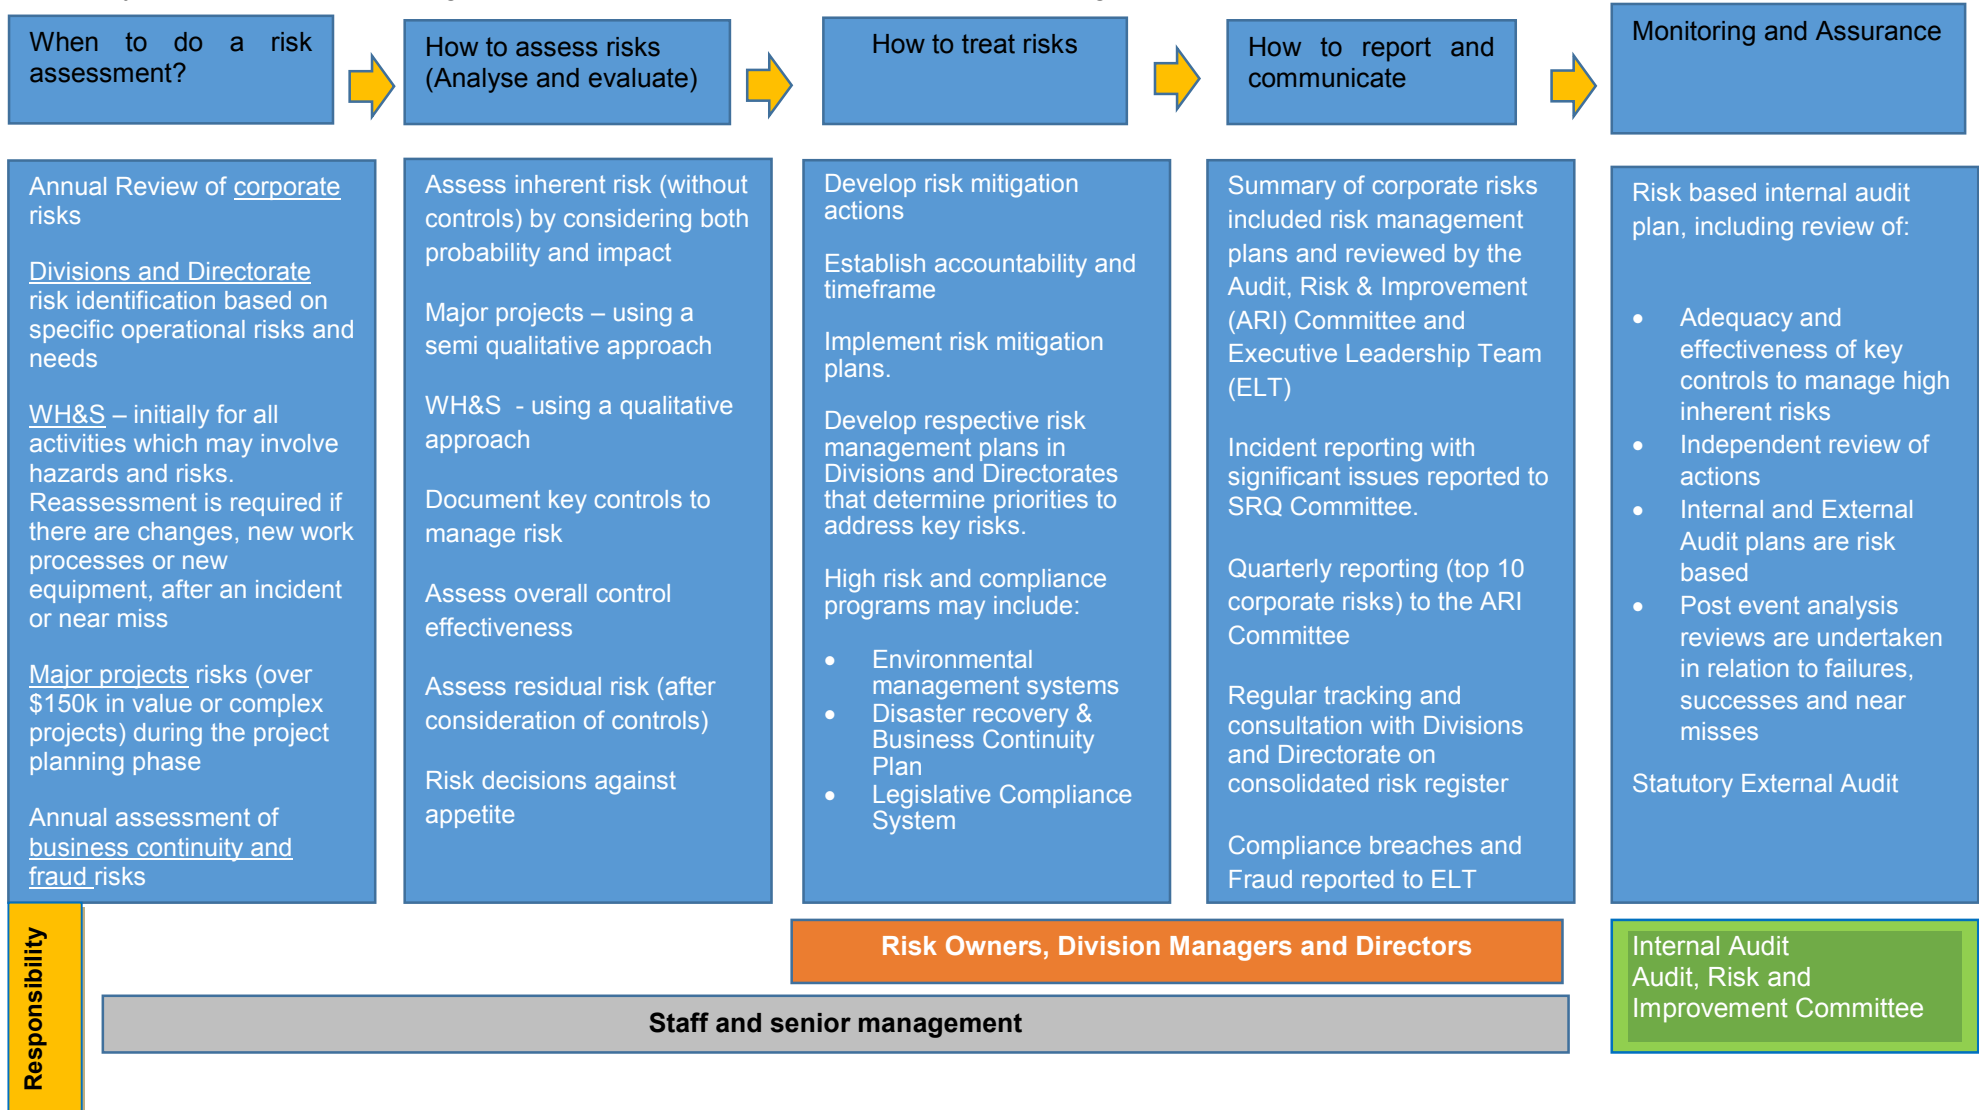 When to do a risk
assessment?
How to assess risks
(Analyse and evaluate)
How to treat risks
How to report and
communicate
Monitoring and Assurance
Annual Review of corporate
risks
Divisions and Directorate
risk identification based on
specific operational risks and
needs
WH&S – initially for all
activities which may involve
hazards and risks.
Reassessment is required if
there are changes, new work
processes or new
equipment, after an incident
or near miss
Major projects risks (over
$150k in value or complex
projects) during the project
planning phase
Annual assessment of
business continuity and
fraud risks
Assess inherent risk (without
controls) by considering both
probability and impact
Major projects – using a
semi qualitative approach
WH&S - using a qualitative
approach
Document key controls to
manage risk
Assess overall control
effectiveness
Assess residual risk (after
consideration of controls)
Risk decisions against
appetite
Develop risk mitigation
actions
Establish accountability and
timeframe
Implement risk mitigation
plans.
Develop respective risk
management plans in
Divisions and Directorates
that determine priorities to
address key risks.
High risk and compliance
programs may include:
• Environmental
management systems
• Disaster recovery &
Business Continuity
Plan
• Legislative Compliance
System
Summary of corporate risks
included risk management
plans and reviewed by the
Audit, Risk & Improvement
(ARI) Committee and
Executive Leadership Team
(ELT)
Incident reporting with
significant issues reported to
SRQ Committee.
Quarterly reporting (top 10
corporate risks) to the ARI
Committee
Regular tracking and
consultation with Divisions
and Directorate on
consolidated risk register
Compliance breaches and
Fraud reported to ELT
Risk based internal audit
plan, including review of:
• Adequacy and
effectiveness of key
controls to manage high
inherent risks
• Independent review of
actions
• Internal and External
Audit plans are risk
based
• Post event analysis
reviews are undertaken
in relation to failures,
successes and near
misses
Statutory External Audit
Responsibility
Risk Owners, Division Managers and Directors
Staff and senior management
Internal Audit
Audit, Risk and
Improvement Committee